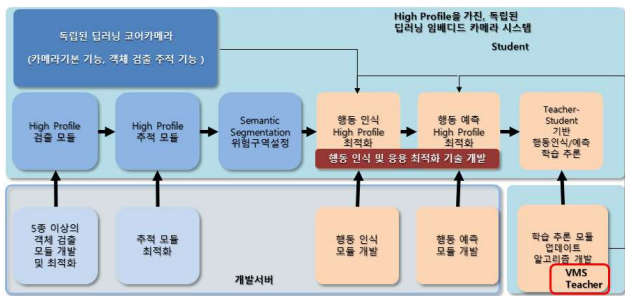 High Profile을 가진, 독립된
딥러닝 임베디드 카메라 시스템
Student
독립된 딥러닝 코어카메라
(카메라기본 기능, 객체 검출 추적 기능 )
High Profile
검출 모듈
High Profile
추적 모듈
Semantic
Segmentation
위험구역설정
행동 인식
High Profile
최적화
행동 예측
High Profile
최적화
Teacher-
Student
기반
행동인식/예측
학습 추론
행동 인식 및 응용 최적화 기술 개발
5종 이상의
객체 검출
모듈 개발
및 최적화
추적 모듈
최적화
행동 인식
모듈 개발
행동 예측
모듈 개발
학습 추론 모듈
업데이트
알고리즘 개발
VMS
Teacher
개발서버